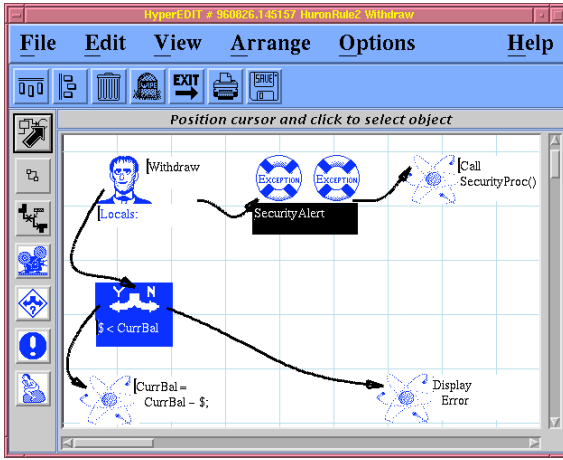 HyperEDIT # 960826.145157 HuronRule2 Withdraw
File Edit View Arrange Options Help
WIPE EXIT SAVE
Position cursor and click to select object
Withdraw
Locals:
EXCEPTION EXCEPTION
SecurityAlert
Call
SecurityProc()
Y N
$ < CurrBal
?
CurrBal =
CurrBal - $;
Display
Error